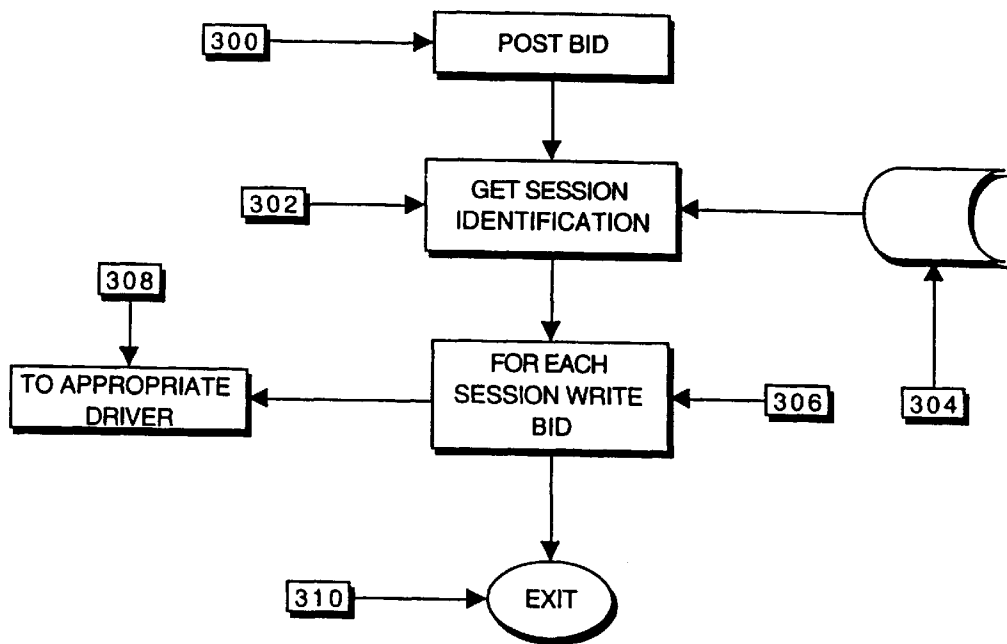 300
POST BID
302
GET SESSION
IDENTIFICATION
308
TO APPROPRIATE
DRIVER
FOR EACH
SESSION WRITE
BID
306
304
310
EXIT